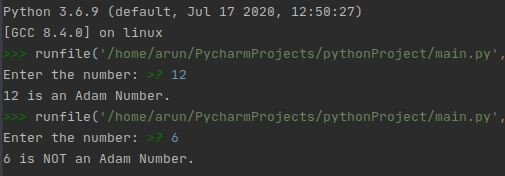 Python 3.6.9 (default, Jul 17 2020, 12:50:27)
[GCC 8.4.0] on linux
>>> runfile('/home/arun/PycharmProjects/pythonProject/main.py',
Enter the number: >? 12
12 is an Adam Number.
>>> runfile('/home/arun/PycharmProjects/pythonProject/main.py',
Enter the number: >? 6
6 is NOT an Adam Number.